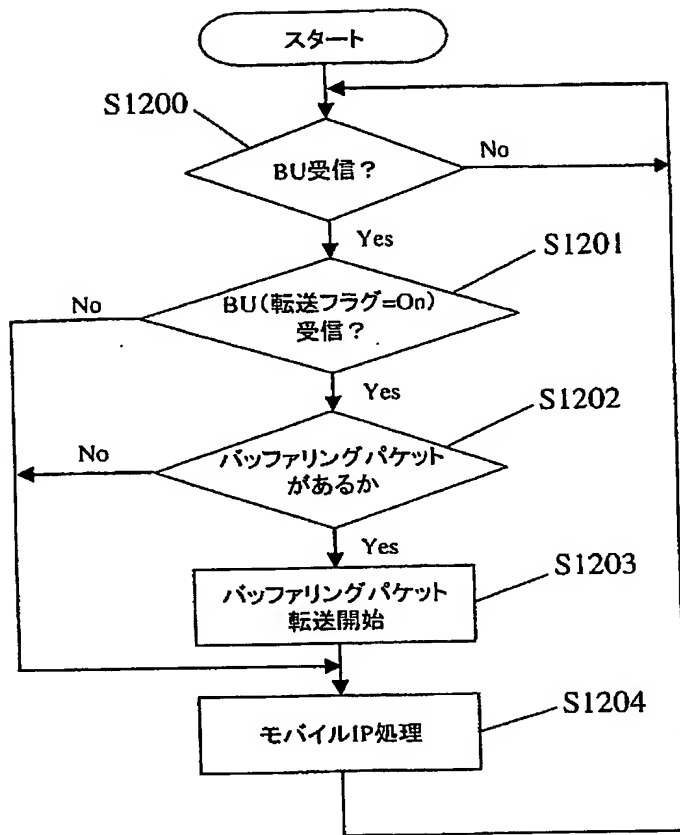 スタート
S1200
BU受信?
No
Yes
S1201
BU(転送フラグ=On)
受信?
No
Yes
S1202
バッファリングパケット
があるか
No
Yes
S1203
バッファリングパケット
転送開始
S1204
モバイルIP処理